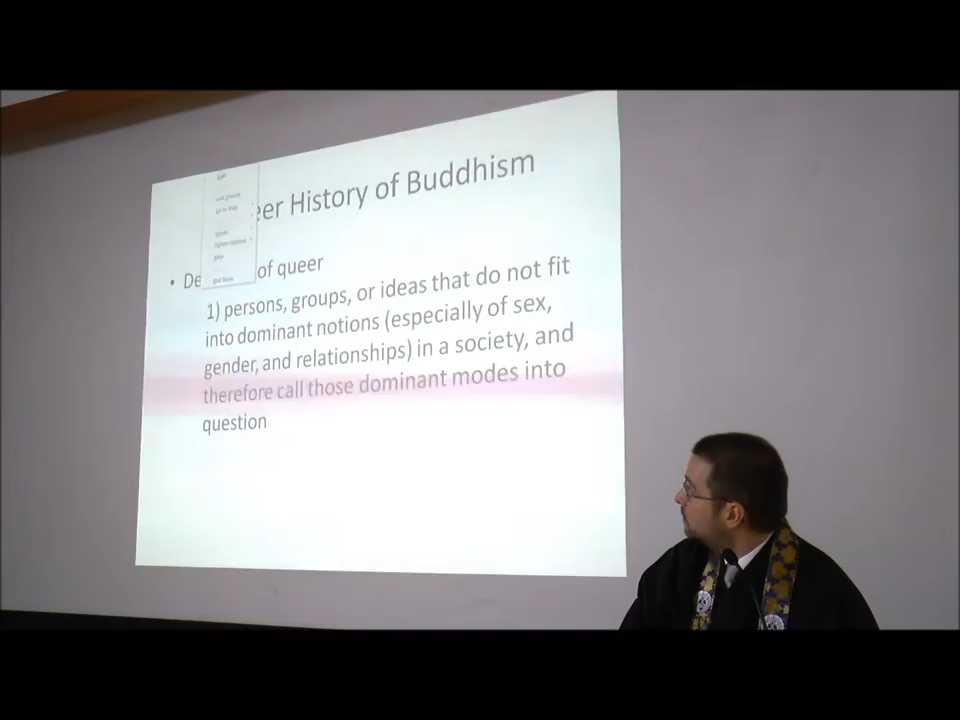 eer History of Buddhism
• De of queer
1) persons, groups, or ideas that do not fit
into dominant notions (especially of sex,
gender, and relationships) in a society, and
therefore call those dominant modes into
question